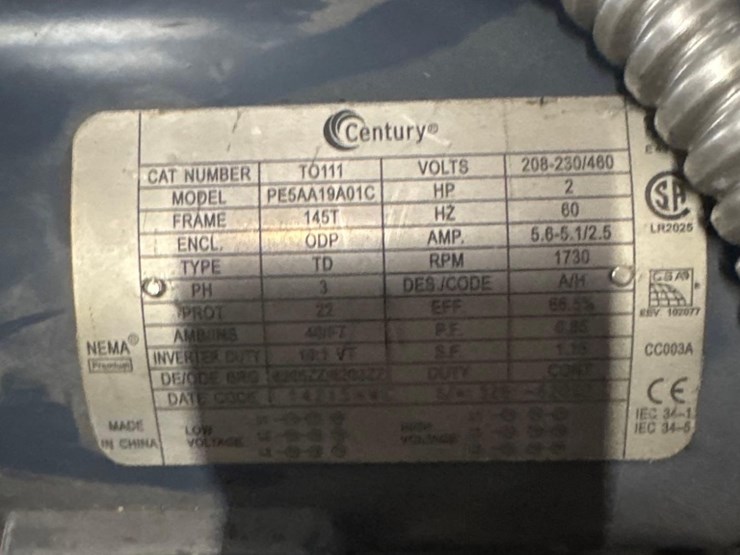 Century®
CAT NUMBER TO111 VOLTS 208-230/460
MODEL PE5AA19A01C HP 2
FRAME 145T HZ 60
ENCL. ODP AMP. 5.6-5.1/2.5
TYPE TD RPM 1730
PH 3 DES./CODE A/H
PROT 22 EFF.
AMB/INS P.F.
INVERTER DUTY VT S.F.
DE/ODE BRG DUTY CONT
DATE CODE
LOW VOLTAGE
HIGH VOLTAGE
NEMA®
Premium
MADE
IN CHINA
LR2025
EEV 102077
CC003A
CE
IEC 34-1
IEC 34-5